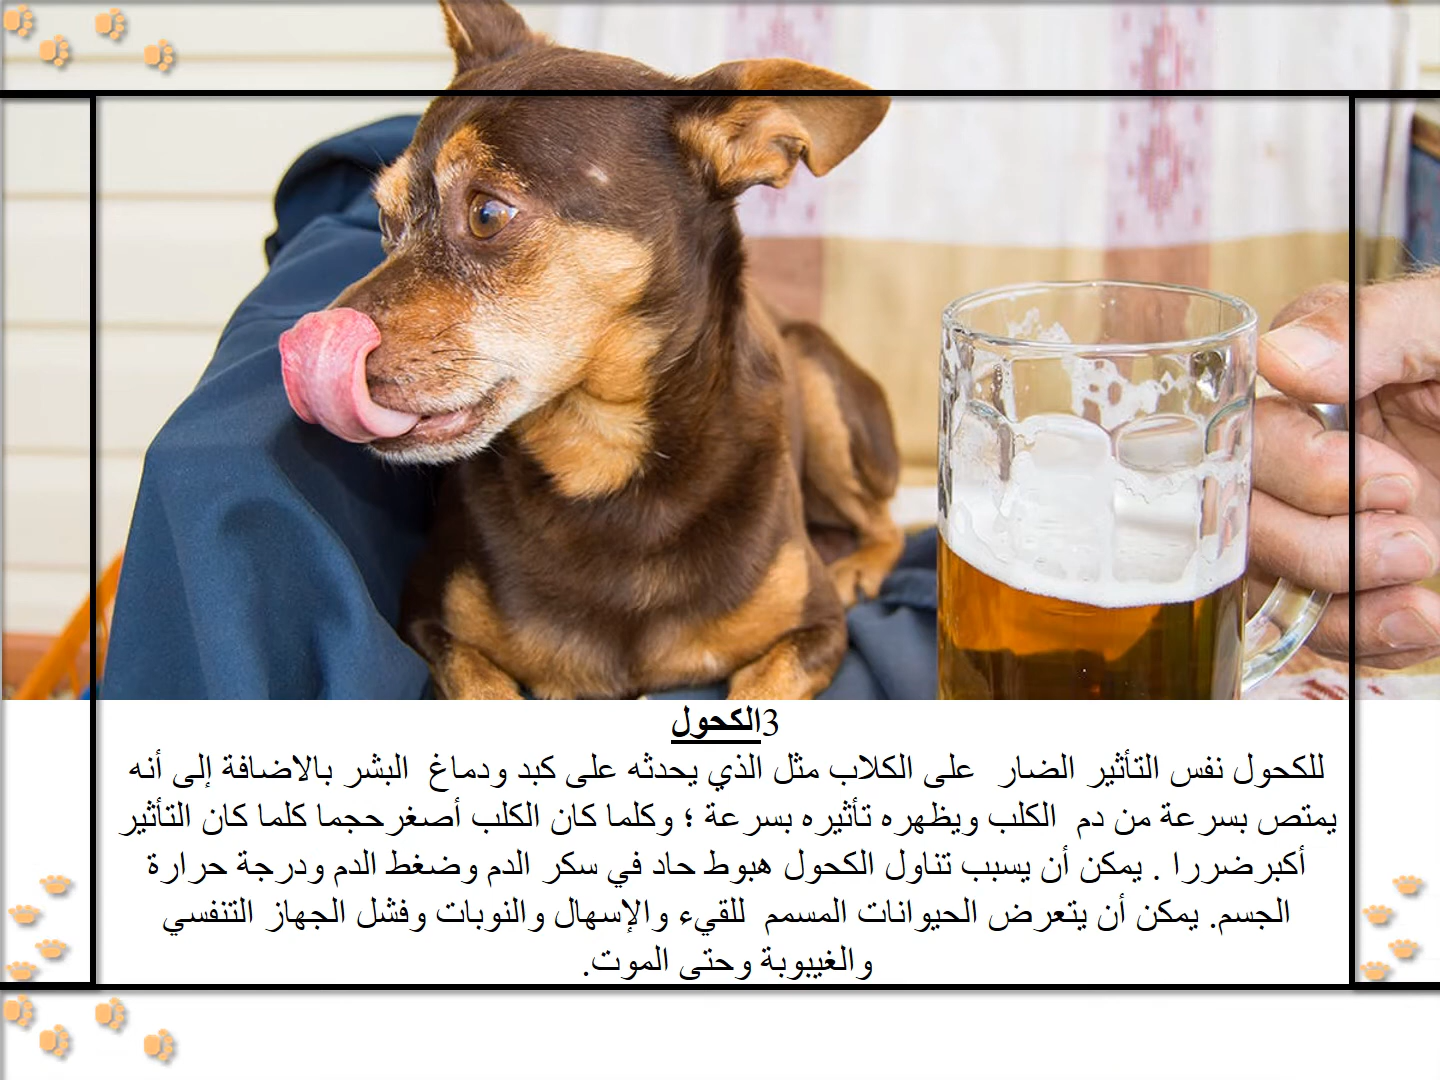 3الكحول
للكحول نفس التأثير الضار على الكلاب مثل الذي يحدثه على كبد ودماغ البشر بالاضافة إلى أنه
يمتص بسرعة من دم الكلب ويظهره تأثيره بسرعة ؛ وكلما كان الكلب أصغرحجما كلما كان التأثير
أكبرضررا . يمكن أن يسبب تناول الكحول هبوط حاد في سكر الدم وضغط الدم ودرجة حرارة
الجسم. يمكن أن يتعرض الحيوانات المسمم للقيء والإسهال والنوبات وفشل الجهاز التنفسي
والغيبوبة وحتى الموت.